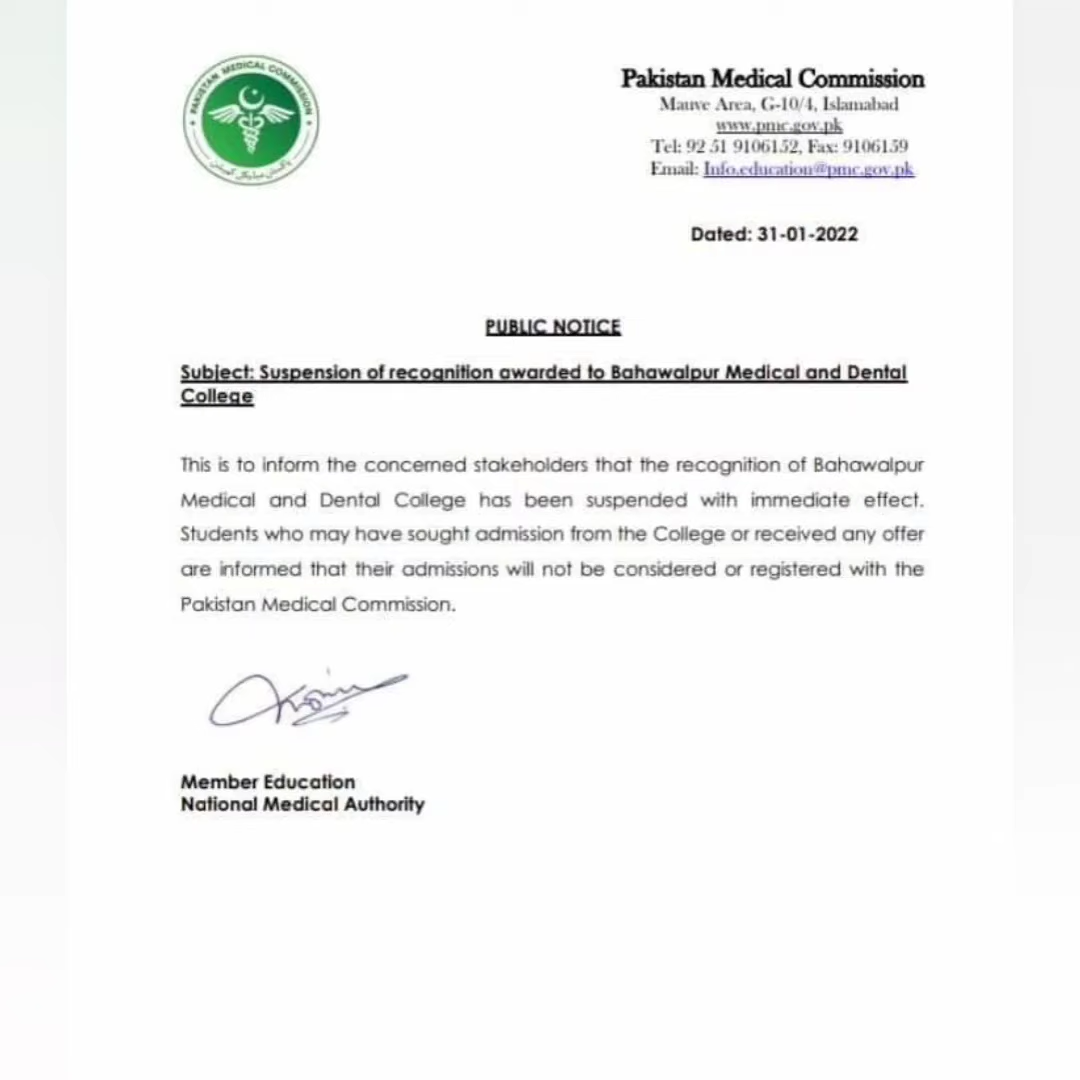 PAKISTAN MEDICAL COMMISSION
Pakistan Medical Commission
Mauve Area, G-10/4, Islamabad
www.pmc.gov.pk
Tel: 92 51 9106152, Fax: 9106159
Email: Info.education@pmc.gov.pk
Dated: 31-01-2022
PUBLIC NOTICE
Subject: Suspension of recognition awarded to Bahawalpur Medical and Dental
College
This is to inform the concerned stakeholders that the recognition of Bahawalpur
Medical and Dental College has been suspended with immediate effect.
Students who may have sought admission from the College or received any offer
are informed that their admissions will not be considered or registered with the
Pakistan Medical Commission.
Member Education
National Medical Authority